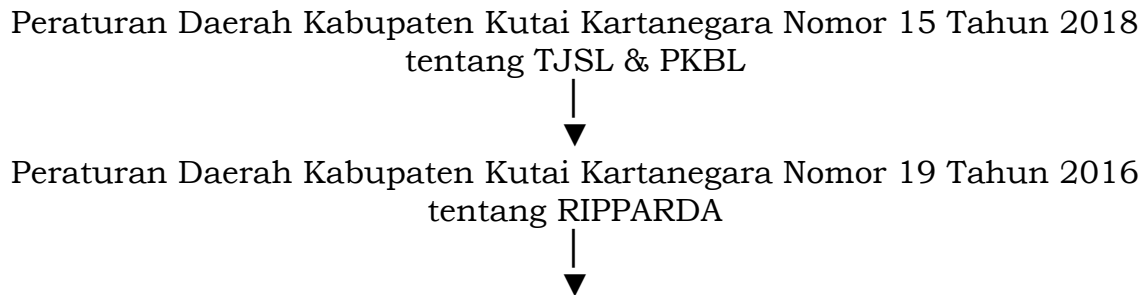 Peraturan Daerah Kabupaten Kutai Kartanegara Nomor 15 Tahun 2018
tentang TJSL & PKBL
Peraturan Daerah Kabupaten Kutai Kartanegara Nomor 19 Tahun 2016
tentang RIPPARDA